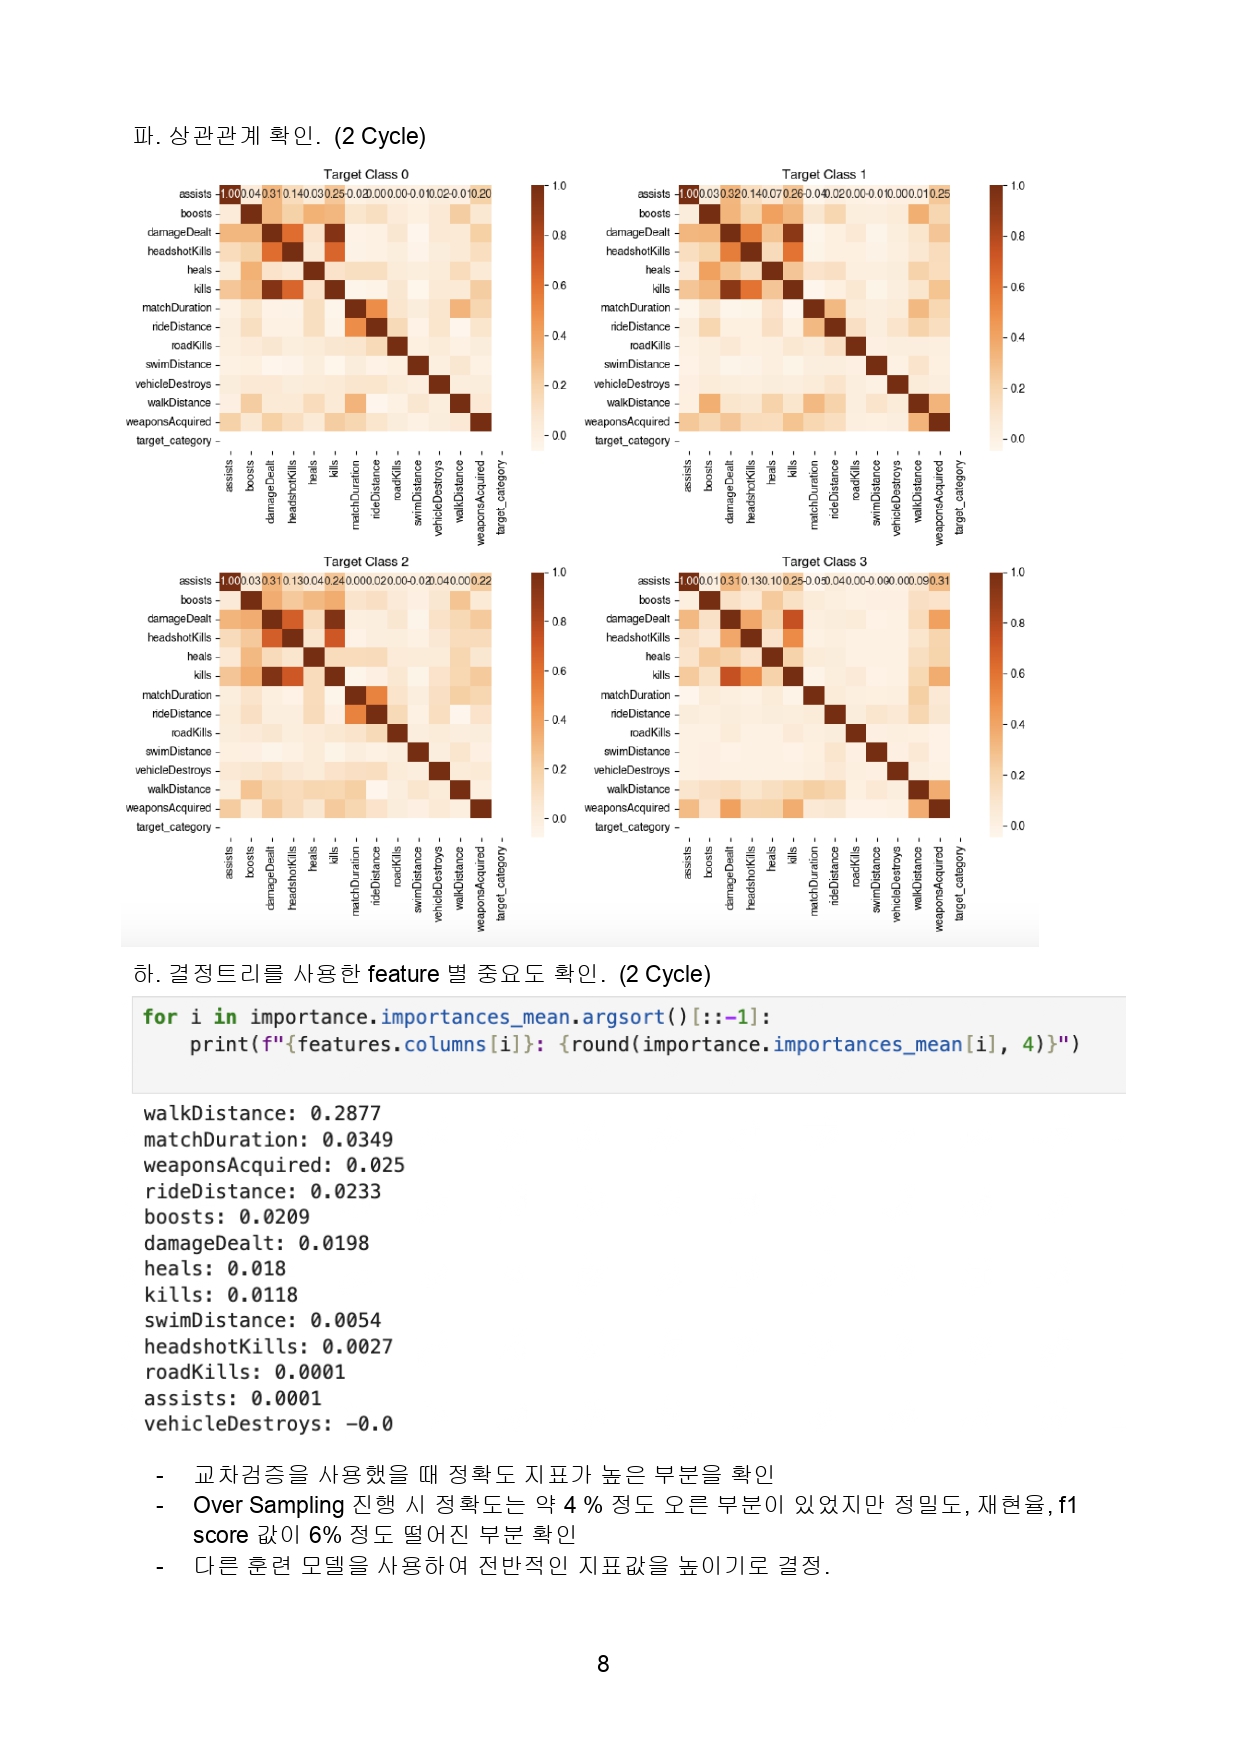 파. 상관관계 확인. (2 Cycle)
Target Class 0
assists
boosts
damageDealt
headshotKills
heals
kills
matchDuration
rideDistance
roadKills
swimDistance
vehicleDestroys
walkDistance
weaponsAcquired
target_category
1.00 0.04 0.31 0.14 0.03 0.25 -0.02 0.00 0.00 -0.01 0.02 -0.01 0.20
1.0
0.8
0.6
0.4
0.2
0.0
assists boosts damageDealt headshotKills heals kills matchDuration rideDistance roadKills swimDistance vehicleDestroys walkDistance weaponsAcquired target_category
Target Class 1
assists
boosts
damageDealt
headshotKills
heals
kills
matchDuration
rideDistance
roadKills
swimDistance
vehicleDestroys
walkDistance
weaponsAcquired
target_category
1.00 0.03 0.32 0.14 0.07 0.26 -0.04 0.02 0.00 -0.01 0.00 0.01 0.25
1.0
0.8
0.6
0.4
0.2
0.0
assists boosts damageDealt headshotKills heals kills matchDuration rideDistance roadKills swimDistance vehicleDestroys walkDistance weaponsAcquired target_category
Target Class 2
assists
boosts
damageDealt
headshotKills
heals
kills
matchDuration
rideDistance
roadKills
swimDistance
vehicleDestroys
walkDistance
weaponsAcquired
target_category
1.00 0.03 0.31 0.13 0.04 0.24 0.00 0.02 0.00 -0.02 0.04 0.00 0.22
1.0
0.8
0.6
0.4
0.2
0.0
assists boosts damageDealt headshotKills heals kills matchDuration rideDistance roadKills swimDistance vehicleDestroys walkDistance weaponsAcquired target_category
Target Class 3
assists
boosts
damageDealt
headshotKills
heals
kills
matchDuration
rideDistance
roadKills
swimDistance
vehicleDestroys
walkDistance
weaponsAcquired
target_category
1.00 0.01 0.31 0.13 0.10 0.25 -0.05 0.04 0.00 -0.00 -0.00 0.09 0.31
1.0
0.8
0.6
0.4
0.2
0.0
assists boosts damageDealt headshotKills heals kills matchDuration rideDistance roadKills swimDistance vehicleDestroys walkDistance weaponsAcquired target_category
하. 결정트리를 사용한 feature 별 중요도 확인. (2 Cycle)
for i in importance.importances_mean.argsort()[::-1]:
print(f"{features.columns[i]}: {round(importance.importances_mean[i], 4)}")
walkDistance: 0.2877
matchDuration: 0.0349
weaponsAcquired: 0.025
rideDistance: 0.0233
boosts: 0.0209
damageDealt: 0.0198
heals: 0.018
kills: 0.0118
swimDistance: 0.0054
headshotKills: 0.0027
roadKills: 0.0001
assists: 0.0001
vehicleDestroys: -0.0
- 교차검증을 사용했을 때 정확도 지표가 높은 부분을 확인
- Over Sampling 진행 시 정확도는 약 4 % 정도 오른 부분이 있었지만 정밀도, 재현율, f1
score 값이 6% 정도 떨어진 부분 확인
- 다른 훈련 모델을 사용하여 전반적인 지표값을 높이기로 결정.
8